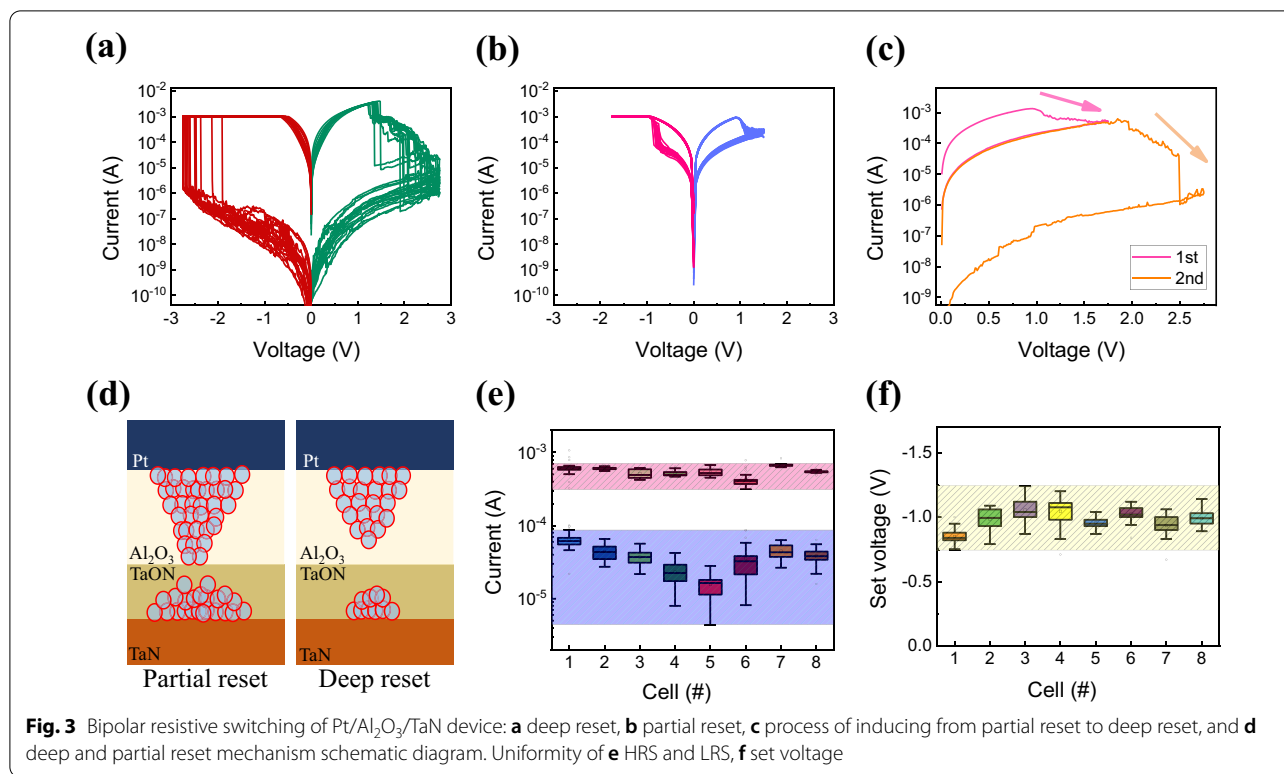 (a)
Current (A)
10⁻²
10⁻³
10⁻⁴
10⁻⁵
10⁻⁶
10⁻⁷
10⁻⁸
10⁻⁹
10⁻¹⁰
-3 -2 -1 0 1 2 3
Voltage (V)
(b)
Current (A)
10⁻²
10⁻³
10⁻⁴
10⁻⁵
10⁻⁶
10⁻⁷
10⁻⁸
10⁻⁹
10⁻¹⁰
-3 -2 -1 0 1 2 3
Voltage (V)
(c)
Current (A)
10⁻³
10⁻⁴
10⁻⁵
10⁻⁶
10⁻⁷
10⁻⁸
10⁻⁹
1st
2nd
0.0 0.5 1.0 1.5 2.0 2.5
Voltage (V)
(d)
Pt
Al₂O₃
TaON
TaN
Partial reset
Pt
Al₂O₃
TaON
TaN
Deep reset
(e)
Current (A)
10⁻³
10⁻⁴
10⁻⁵
1 2 3 4 5 6 7 8
Cell (#)
(f)
Set voltage (V)
-1.5
-1.0
-0.5
0.0
1 2 3 4 5 6 7 8
Cell (#)
Fig. 3 Bipolar resistive switching of Pt/Al₂O₃/TaN device: a deep reset, b partial reset, c process of inducing from partial reset to deep reset, and d
deep and partial reset mechanism schematic diagram. Uniformity of e HRS and LRS, f set voltage